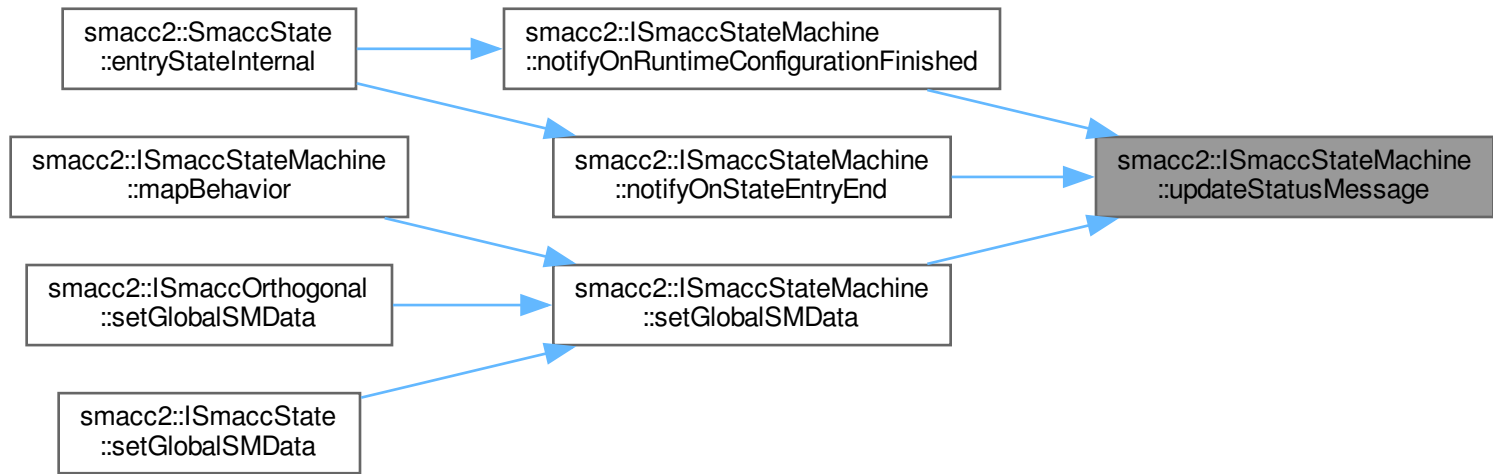 smacc2::SmaccState
::entryStateInternal
smacc2::ISmaccStateMachine
::notifyOnRuntimeConfigurationFinished
smacc2::ISmaccStateMachine
::mapBehavior
smacc2::ISmaccStateMachine
::notifyOnStateEntryEnd
smacc2::ISmaccStateMachine
::updateStatusMessage
smacc2::ISmaccOrthogonal
::setGlobalSMData
smacc2::ISmaccStateMachine
::setGlobalSMData
smacc2::ISmaccState
::setGlobalSMData